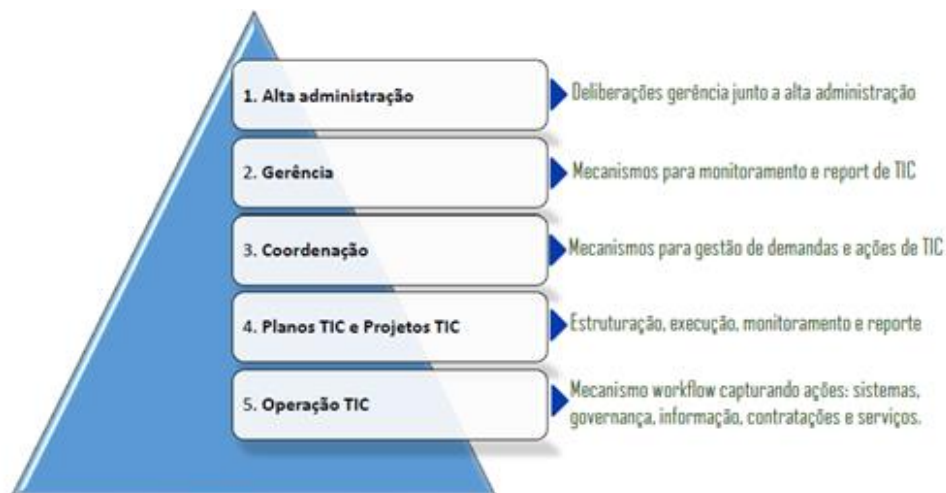 1. Alta administração
Deliberações gerência junto a alta administração
2. Gerência
Mecanismos para monitoramento e report de TIC
3. Coordenação
Mecanismos para gestão de demandas e ações de TIC
4. Planos TIC e Projetos TIC
Estruturação, execução, monitoramento e reporte
5. Operação TIC
Mecanismo workflow capturando ações: sistemas,
governança, informação, contratações e serviços.